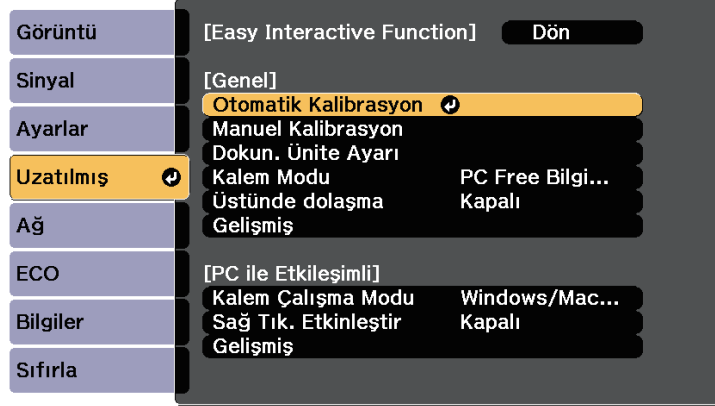 Görüntü
Sinyal
Ayarlar
Uzatılmış
Ağ
ECO
Bilgiler
Sıfırla
[Easy Interactive Function] Dön
[Genel]
Otomatik Kalibrasyon
Manuel Kalibrasyon
Dokun. Ünite Ayarı
Kalem Modu PC Free Bilgi...
Üstünde dolaşma Kapalı
Gelişmiş
[PC ile Etkileşimli]
Kalem Çalışma Modu Windows/Mac...
Sağ Tık. Etkinleştir Kapalı
Gelişmiş